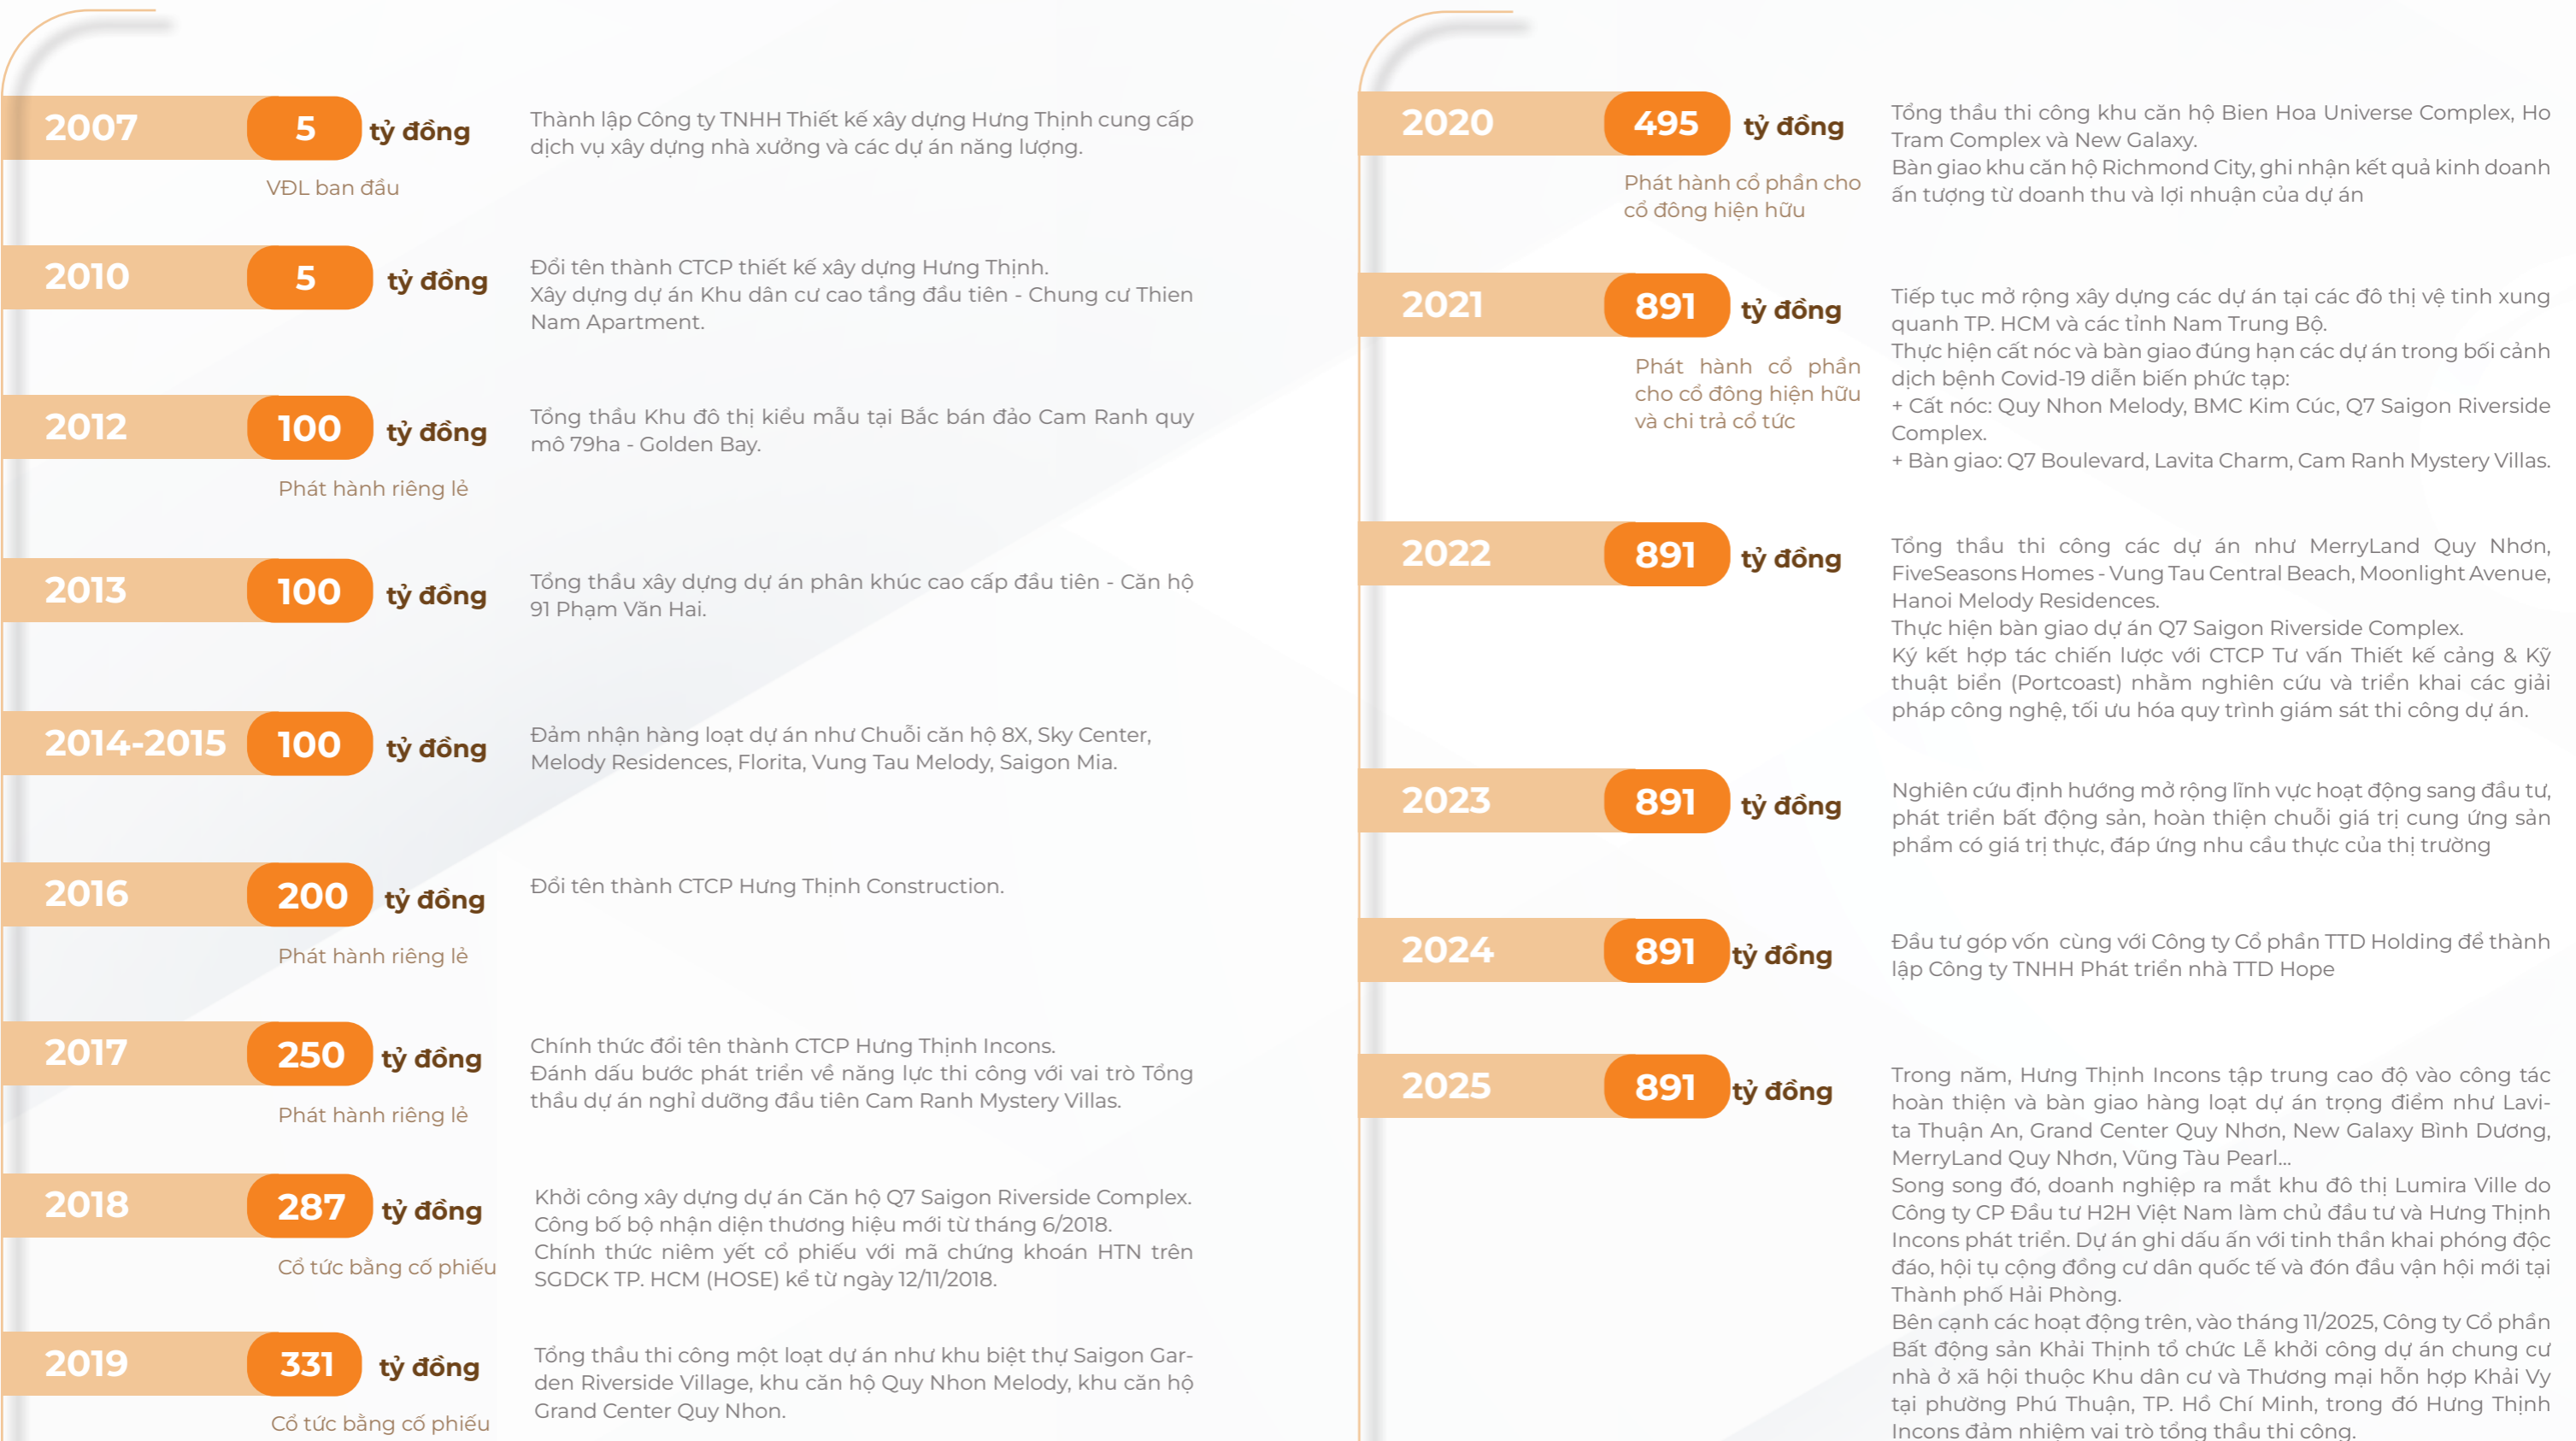 2007
5 tỷ đồng
VĐL ban đầu
Thành lập Công ty TNHH Thiết kế xây dựng Hưng Thịnh cung cấp
dịch vụ xây dựng nhà xưởng và các dự án năng lượng.
2010
5 tỷ đồng
Đổi tên thành CTCP thiết kế xây dựng Hưng Thịnh.
Xây dựng dự án Khu dân cư cao tầng đầu tiên - Chung cư Thien
Nam Apartment.
2012
100 tỷ đồng
Phát hành riêng lẻ
Tổng thầu Khu đô thị kiểu mẫu tại Bắc bán đảo Cam Ranh quy
mô 79ha - Golden Bay.
2013
100 tỷ đồng
Tổng thầu xây dựng dự án phân khúc cao cấp đầu tiên - Căn hộ
91 Phạm Văn Hai.
2014-2015
100 tỷ đồng
Đảm nhận hàng loạt dự án như Chuỗi căn hộ 8X, Sky Center,
Melody Residences, Florita, Vung Tau Melody, Saigon Mia.
2016
200 tỷ đồng
Phát hành riêng lẻ
Đổi tên thành CTCP Hưng Thịnh Construction.
2017
250 tỷ đồng
Phát hành riêng lẻ
Chính thức đổi tên thành CTCP Hưng Thịnh Incons.
Đánh dấu bước phát triển về năng lực thi công với vai trò Tổng
thầu dự án nghỉ dưỡng đầu tiên Cam Ranh Mystery Villas.
2018
287 tỷ đồng
Cổ tức bằng cố phiếu
Khởi công xây dựng dự án Căn hộ Q7 Saigon Riverside Complex.
Công bố bộ nhận diện thương hiệu mới từ tháng 6/2018.
Chính thức niêm yết cổ phiếu với mã chứng khoán HTN trên
SGDCK TP. HCM (HOSE) kể từ ngày 12/11/2018.
2019
331 tỷ đồng
Cổ tức bằng cố phiếu
Tổng thầu thi công một loạt dự án như khu biệt thự Saigon Gar-
den Riverside Village, khu căn hộ Quy Nhon Melody, khu căn hộ
Grand Center Quy Nhon.
2020
495 tỷ đồng
Phát hành cổ phần cho
cổ đông hiện hữu
Tổng thầu thi công khu căn hộ Bien Hoa Universe Complex, Ho
Tram Complex và New Galaxy.
Bàn giao khu căn hộ Richmond City, ghi nhận kết quả kinh doanh
ấn tượng từ doanh thu và lợi nhuận của dự án
2021
891 tỷ đồng
Phát hành cổ phần
cho cổ đông hiện hữu
và chi trả cổ tức
Tiếp tục mở rộng xây dựng các dự án tại các đô thị vệ tinh xung
quanh TP. HCM và các tỉnh Nam Trung Bộ.
Thực hiện cất nóc và bàn giao đúng hạn các dự án trong bối cảnh
dịch bệnh Covid-19 diễn biến phức tạp:
+ Cất nóc: Quy Nhon Melody, BMC Kim Cúc, Q7 Saigon Riverside
Complex.
+ Bàn giao: Q7 Boulevard, Lavita Charm, Cam Ranh Mystery Villas.
2022
891 tỷ đồng
Tổng thầu thi công các dự án như MerryLand Quy Nhơn,
FiveSeasons Homes - Vung Tau Central Beach, Moonlight Avenue,
Hanoi Melody Residences.
Thực hiện bàn giao dự án Q7 Saigon Riverside Complex.
Ký kết hợp tác chiến lược với CTCP Tư vấn Thiết kế cảng & Kỹ
thuật biển (Portcoast) nhằm nghiên cứu và triển khai các giải
pháp công nghệ, tối ưu hóa quy trình giám sát thi công dự án.
2023
891 tỷ đồng
Nghiên cứu định hướng mở rộng lĩnh vực hoạt động sang đầu tư,
phát triển bất động sản, hoàn thiện chuỗi giá trị cung ứng sản
phẩm có giá trị thực, đáp ứng nhu cầu thực của thị trường
2024
891 tỷ đồng
Đầu tư góp vốn cùng với Công ty Cổ phần TTD Holding để thành
lập Công ty TNHH Phát triển nhà TTD Hope
2025
891 tỷ đồng
Trong năm, Hưng Thịnh Incons tập trung cao độ vào công tác
hoàn thiện và bàn giao hàng loạt dự án trọng điểm như Lavi-
ta Thuận An, Grand Center Quy Nhơn, New Galaxy Bình Dương,
MerryLand Quy Nhơn, Vũng Tàu Pearl...
Song song đó, doanh nghiệp ra mắt khu đô thị Lumira Ville do
Công ty CP Đầu tư H2H Việt Nam làm chủ đầu tư và Hưng Thịnh
Incons phát triển. Dự án ghi dấu ấn với tinh thần khai phóng độc
đáo, hội tụ cộng đồng cư dân quốc tế và đón đầu vận hội mới tại
Thành phố Hải Phòng.
Bên cạnh các hoạt động trên, vào tháng 11/2025, Công ty Cổ phần
Bất động sản Khải Thịnh tổ chức Lễ khởi công dự án chung cư
nhà ở xã hội thuộc Khu dân cư và Thương mại hỗn hợp Khải Vy
tại phường Phú Thuận, TP. Hồ Chí Minh, trong đó Hưng Thịnh
Incons đảm nhiệm vai trò tổng thầu thi công.